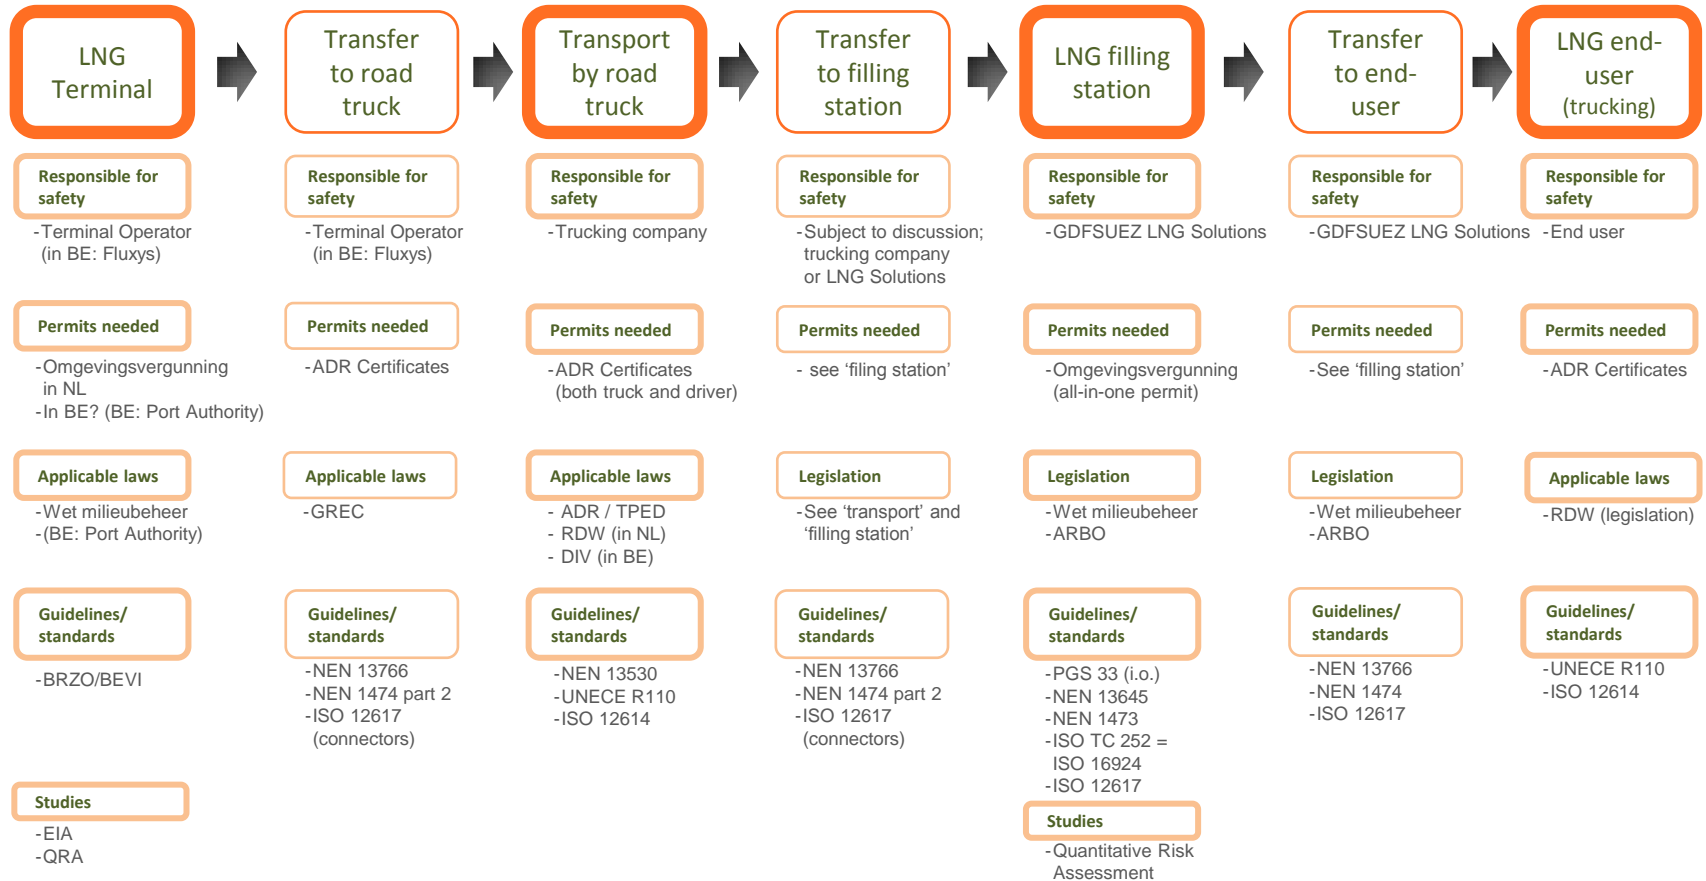 LNG
Terminal
Transfer
to road
truck
Transport
by road
truck
Transfer
to filling
station
LNG filling
station
Transfer
to end-
user
LNG end-
user
(trucking)
Responsible for
safety
-Terminal Operator
(in BE: Fluxys)
Responsible for
safety
-Terminal Operator
(in BE: Fluxys)
Responsible for
safety
-Trucking company
Responsible for
safety
-Subject to discussion;
trucking company
or LNG Solutions
Responsible for
safety
-GDFSUEZ LNG Solutions
Responsible for
safety
-GDFSUEZ LNG Solutions
Responsible for
safety
-End user
Permits needed
-Omgevingsvergunning
in NL
-In BE? (BE: Port Authority)
Permits needed
-ADR Certificates
Permits needed
-ADR Certificates
(both truck and driver)
Permits needed
- see ‘filing station’
Permits needed
-Omgevingsvergunning
(all-in-one permit)
Permits needed
-See ‘filling station’
Permits needed
-ADR Certificates
Applicable laws
-Wet milieubeheer
-(BE: Port Authority)
Applicable laws
-GREC
Applicable laws
- ADR / TPED
- RDW (in NL)
- DIV (in BE)
Legislation
-See ‘transport’ and
‘filling station’
Legislation
-Wet milieubeheer
-ARBO
Legislation
-Wet milieubeheer
-ARBO
Applicable laws
-RDW (legislation)
Guidelines/
standards
-BRZO/BEVI
Guidelines/
standards
-NEN 13766
-NEN 1474 part 2
-ISO 12617
(connectors)
Guidelines/
standards
-NEN 13530
-UNECE R110
-ISO 12614
Guidelines/
standards
-NEN 13766
-NEN 1474 part 2
-ISO 12617
(connectors)
Guidelines/
standards
-PGS 33 (i.o.)
-NEN 13645
-NEN 1473
-ISO TC 252 =
ISO 16924
-ISO 12617
Guidelines/
standards
-NEN 13766
-NEN 1474
-ISO 12617
Guidelines/
standards
-UNECE R110
-ISO 12614
Studies
-EIA
-QRA
Studies
-Quantitative Risk
Assessment